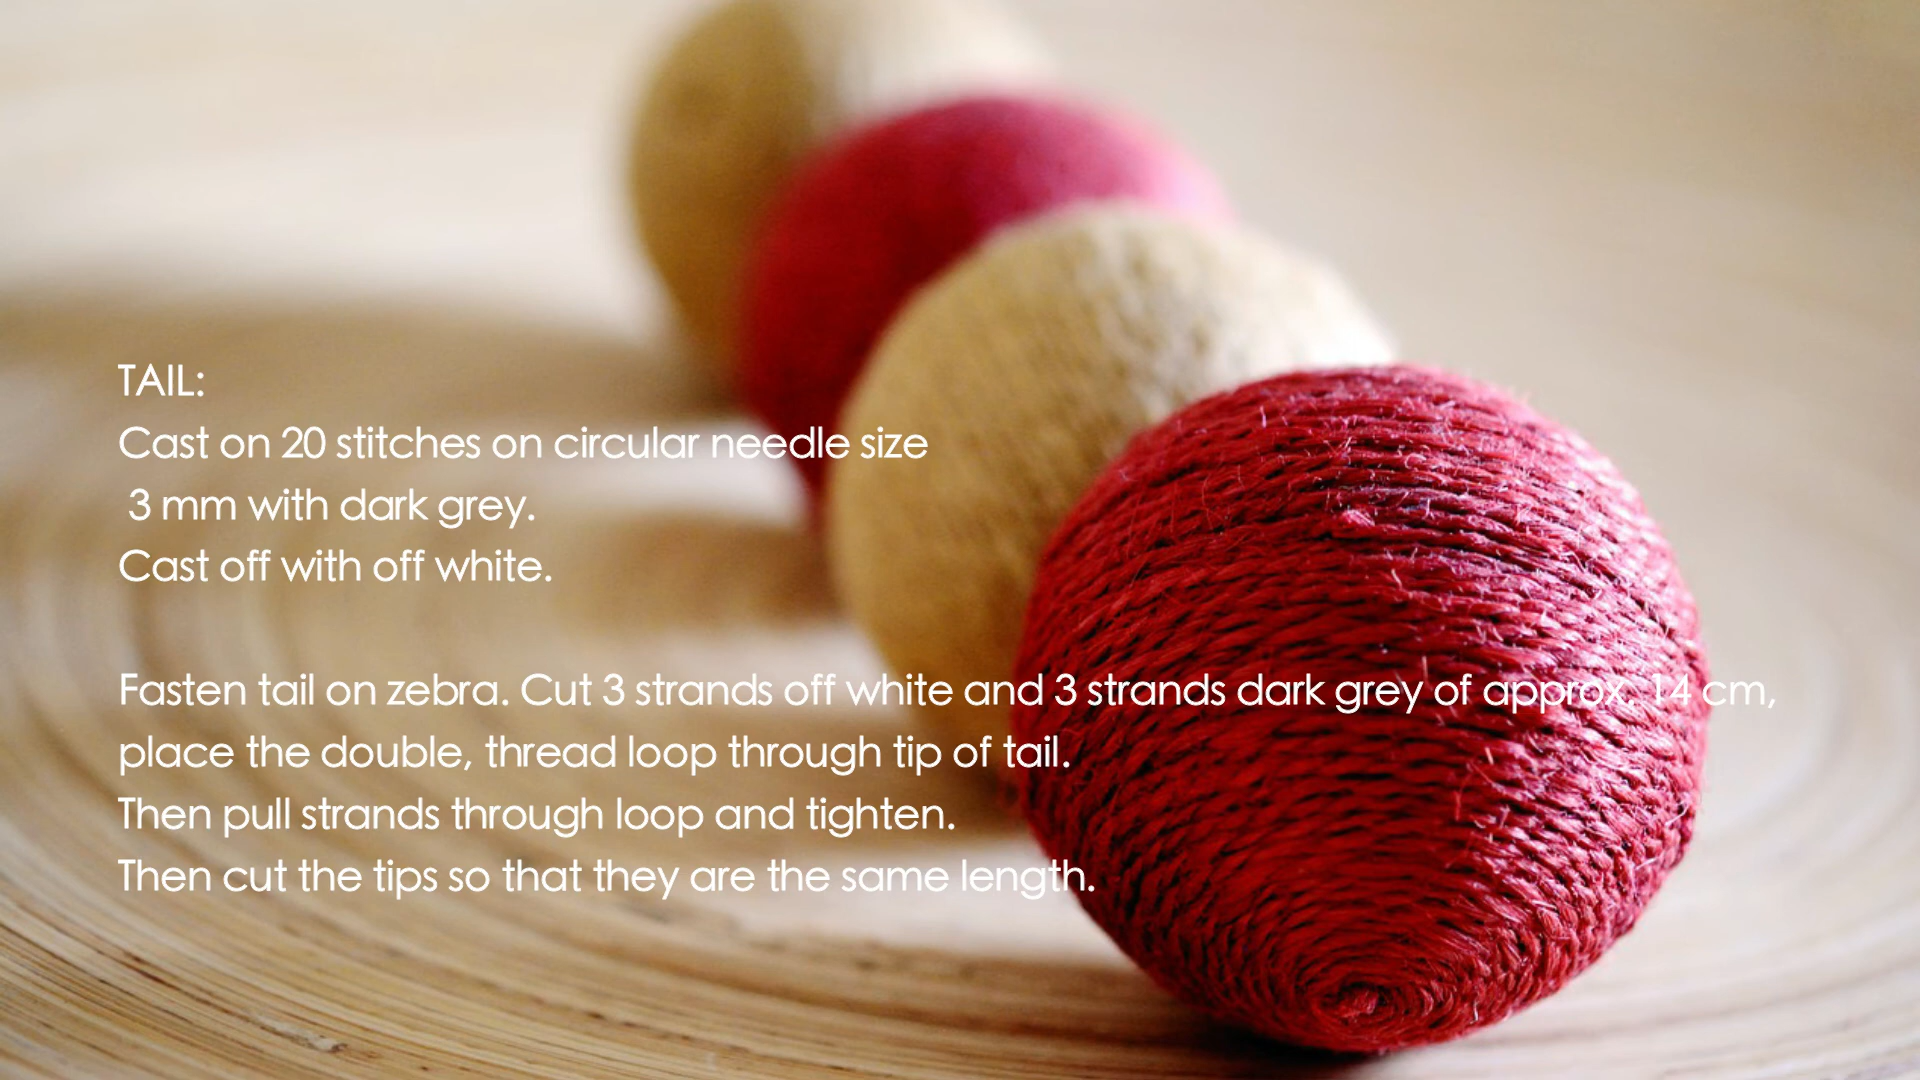 TAIL:
Cast on 20 stitches on circular needle size
3 mm with dark grey.
Cast off with off white.
Fasten tail on zebra. Cut 3 strands off white and 3 strands dark grey of approx. 14 cm,
place the double, thread loop through tip of tail.
Then pull strands through loop and tighten.
Then cut the tips so that they are the same length.